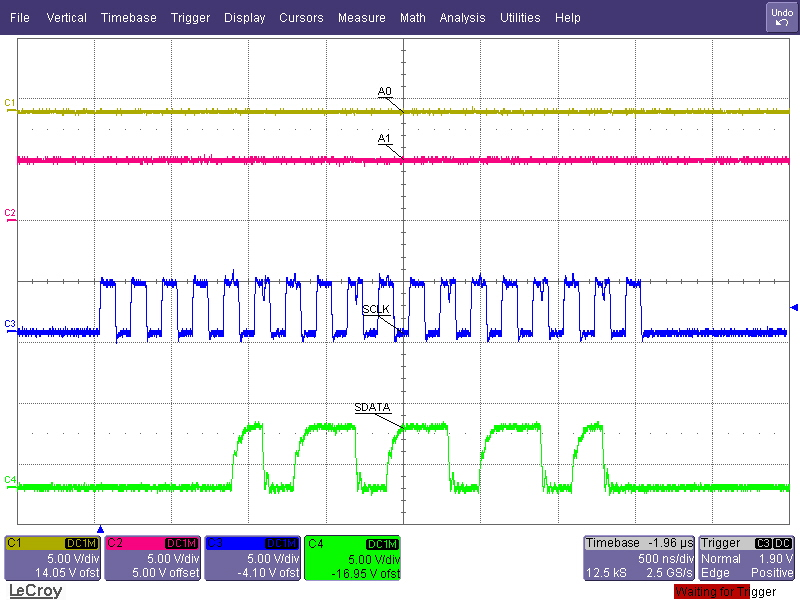 File Vertical Timebase Trigger Display Cursors Measure Math Analysis Utilities Help Undo
C1
A0
A1
C2
SCLK
C3
SDATA
C4
C1 DC1M
5.00 V/div
14.05 V ofst
C2 DC1M
5.00 V/div
5.00 V offset
C3 DC1M
5.00 V/div
-4.10 V ofst
C4 DC1M
5.00 V/div
-16.95 V ofst
Timebase -1.96 µs
500 ns/div
12.5 kS 2.5 GS/s
Trigger C3 DC
Normal 1.90 V
Edge Positive
LeCroy
Waiting for Trigger